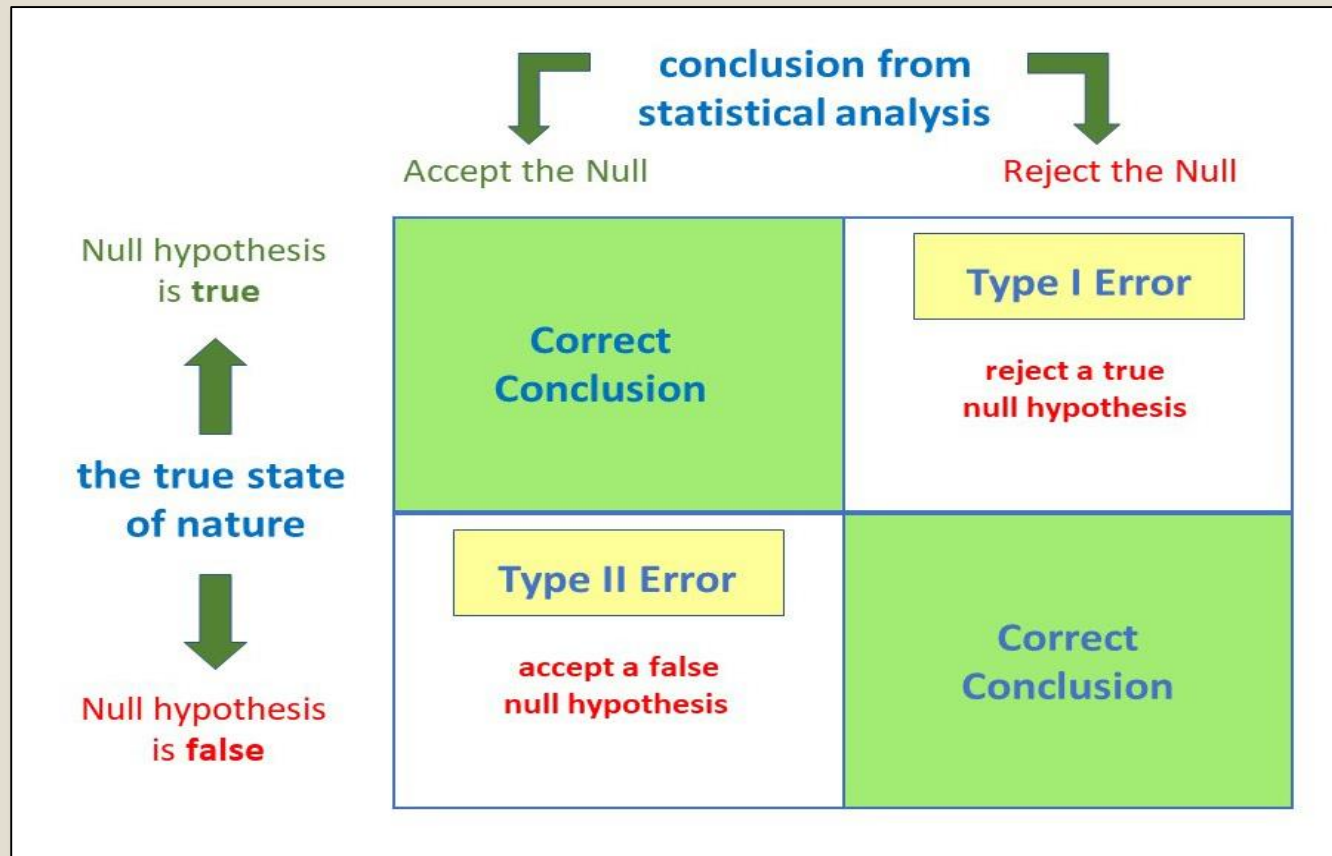 conclusion from
statistical analysis
Accept the Null
Reject the Null
Null hypothesis
is true
Correct
Conclusion
Type I Error
reject a true
null hypothesis
the true state
of nature
Type II Error
accept a false
null hypothesis
Correct
Conclusion
Null hypothesis
is false